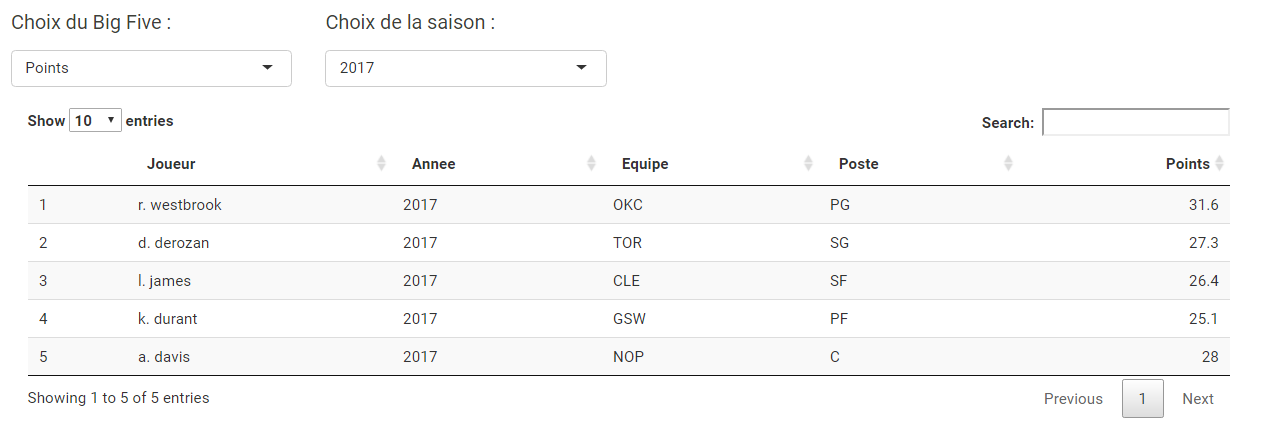 Choix du Big Five : Choix de la saison :
Points 2017
Show 10 entries Search:
Joueur Annee Equipe Poste Points
1 r. westbrook 2017 OKC PG 31.6
2 d. derozan 2017 TOR SG 27.3
3 l. james 2017 CLE SF 26.4
4 k. durant 2017 GSW PF 25.1
5 a. davis 2017 NOP C 28
Showing 1 to 5 of 5 entries Previous 1 Next